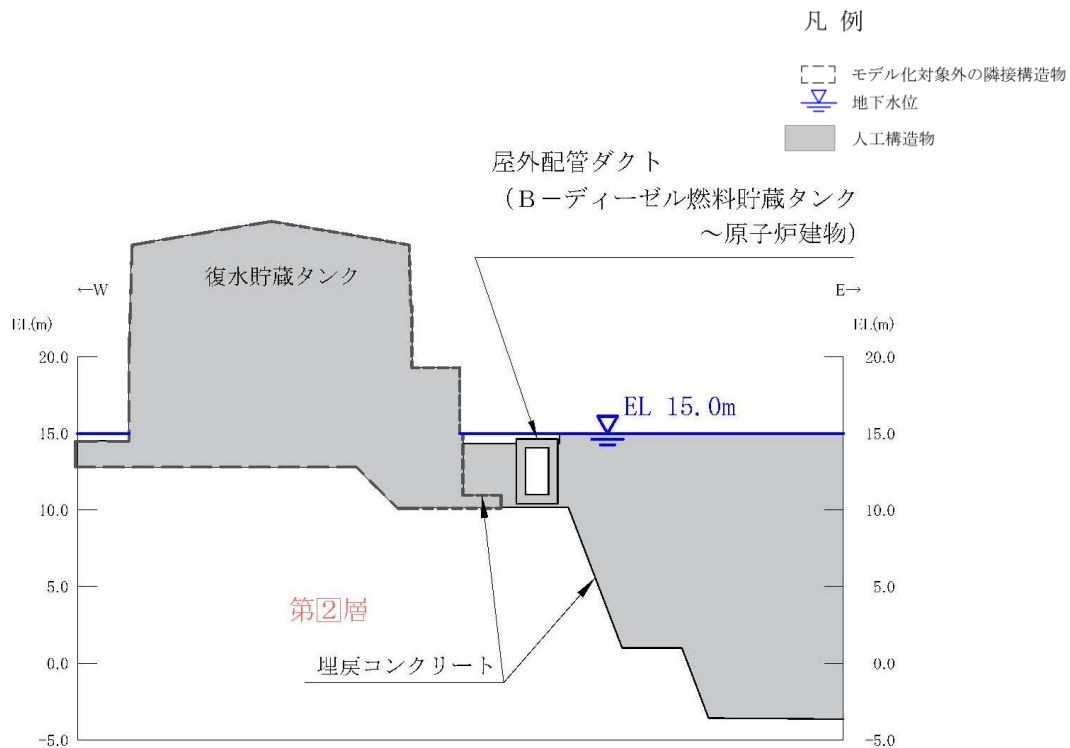 凡 例
モデル化対象外の隣接構造物
地下水位
人工構造物
屋外配管ダクト
(B-ディーゼル燃料貯蔵タンク
~原子炉建物)
復水貯蔵タンク
←W
E→
EL(m)
EL(m)
20.0
20.0
EL 15.0m
15.0
15.0
10.0
10.0
5.0
5.0
第2層
埋戻コンクリート
0.0
0.0
-5.0
-5.0